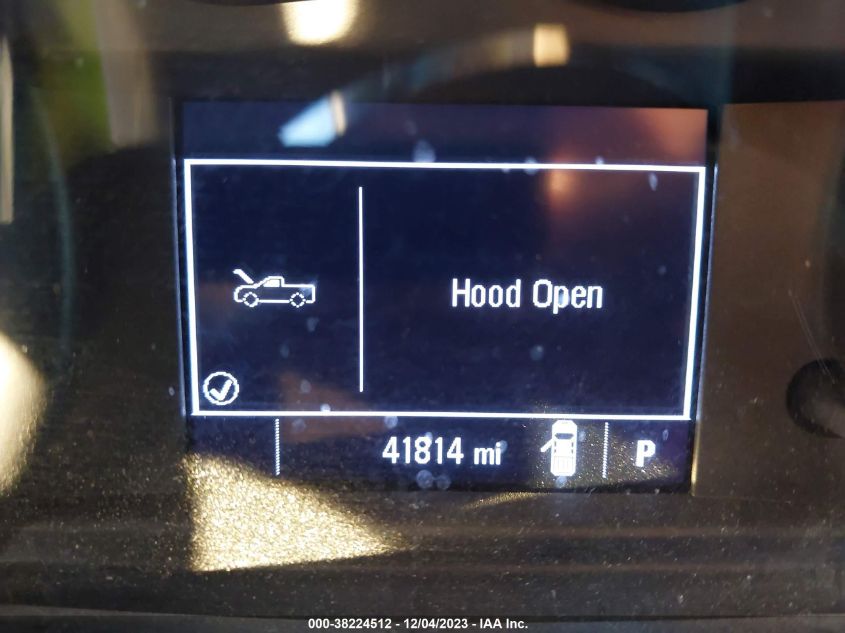 Hood Open
41814 mi
P
000-38224512 - 12/04/2023 - IAA Inc.